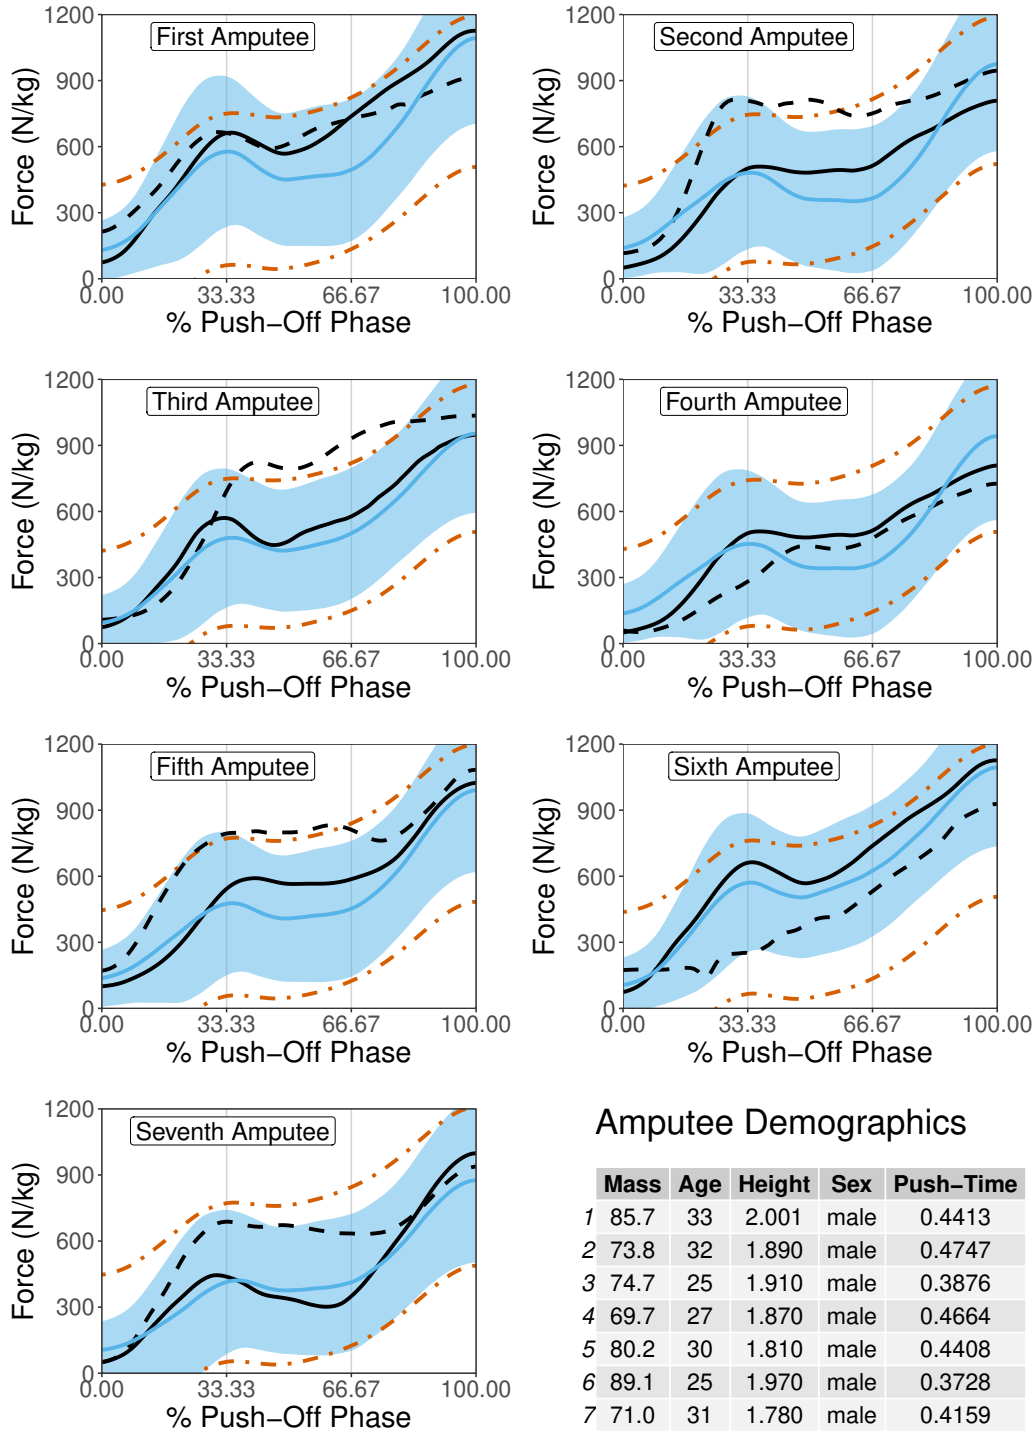 First Amputee
Force (N/kg)
1200
900
600
300
0
0.00 33.33 66.67 100.00
% Push−Off Phase
Second Amputee
Force (N/kg)
1200
900
600
300
0
0.00 33.33 66.67 100.00
% Push−Off Phase
Third Amputee
Force (N/kg)
1200
900
600
300
0
0.00 33.33 66.67 100.00
% Push−Off Phase
Fourth Amputee
Force (N/kg)
1200
900
600
300
0
0.00 33.33 66.67 100.00
% Push−Off Phase
Fifth Amputee
Force (N/kg)
1200
900
600
300
0
0.00 33.33 66.67 100.00
% Push−Off Phase
Sixth Amputee
Force (N/kg)
1200
900
600
300
0
0.00 33.33 66.67 100.00
% Push−Off Phase
Seventh Amputee
Force (N/kg)
1200
900
600
300
0
0.00 33.33 66.67 100.00
% Push−Off Phase
Amputee Demographics
Mass Age Height Sex Push−Time
1 85.7 33 2.001 male 0.4413
2 73.8 32 1.890 male 0.4747
3 74.7 25 1.910 male 0.3876
4 69.7 27 1.870 male 0.4664
5 80.2 30 1.810 male 0.4408
6 89.1 25 1.970 male 0.3728
7 71.0 31 1.780 male 0.4159